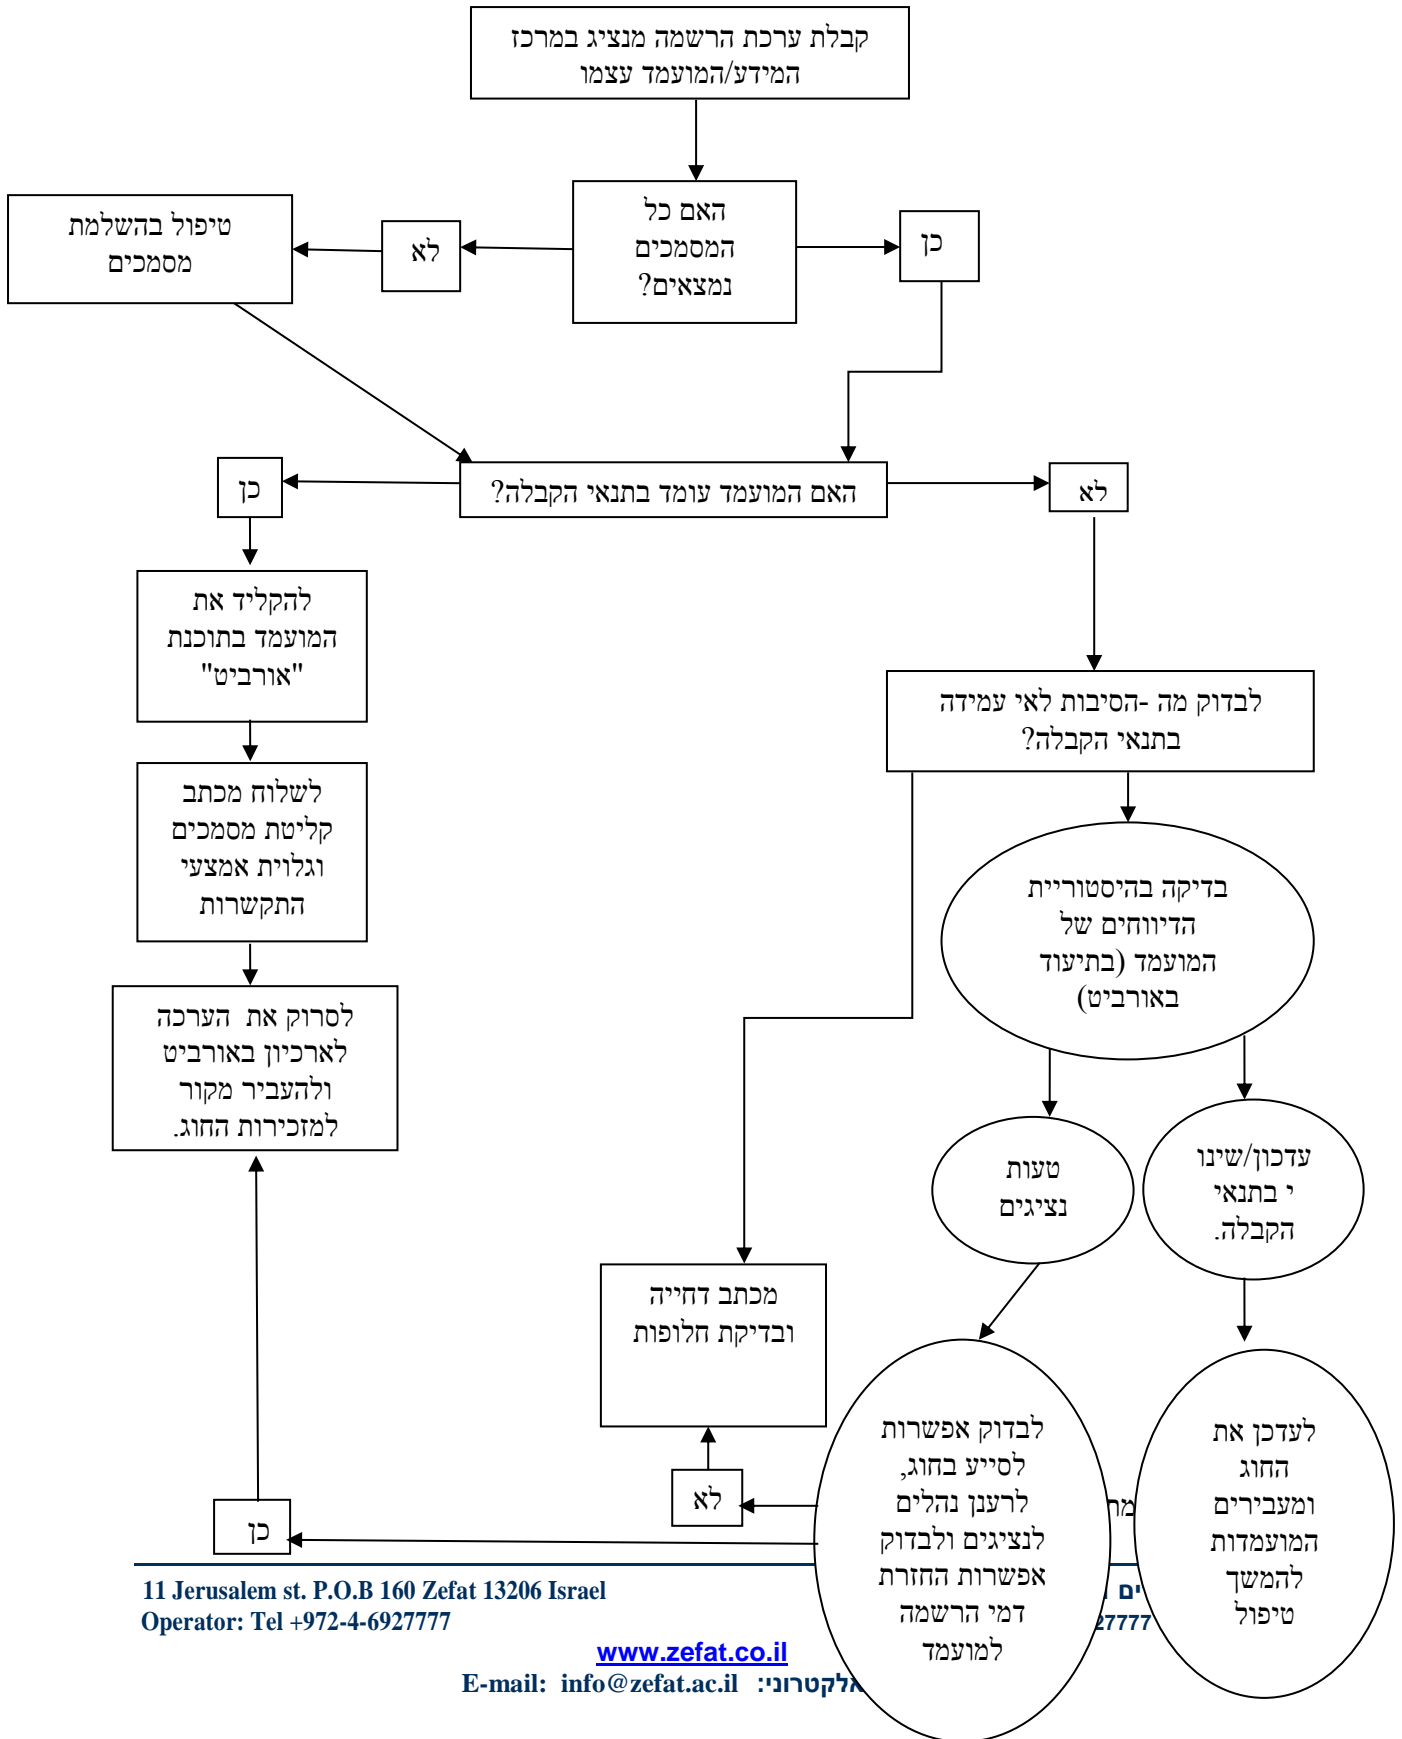 קבלת ערכת הרשמה מנציג במרכז
המידע/המועמד עצמו
האם כל
המסמכים
נמצאים?
כן
לא
טיפול בהשלמת
מסמכים
האם המועמד עומד בתנאי הקבלה?
לא
כן
להקליד את
המועמד בתוכנת
"אורביט"
לשלוח מכתב
קליטת מסמכים
וגלוית אמצעי
התקשרות
לסרוק את הערכה
לארכיון באורביט
ולהעביר מקור
למזכירות החוג.
לבדוק מה -הסיבות לאי עמידה
בתנאי הקבלה?
בדיקה בהיסטוריית
הדיווחים של
המועמד (בתיעוד
באורביט)
עדכון/שינו
י בתנאי
הקבלה.
טעות
נציגים
מכתב דחייה
ובדיקת חלופות
לעדכן את
החוג
ומעבירים
המועמדות
להמשך
טיפול
לבדוק אפשרות
לסייע בחוג,
לרענן נהלים
לנציגים ולבדוק
אפשרות החזרת
דמי הרשמה
למועמד
לא
כן
11 Jerusalem st. P.O.B 160 Zefat 13206 Israel
Operator: Tel +972-4-6927777
27777
www.zefat.co.il
E-mail: info@zefat.ac.il :אלקטרוני